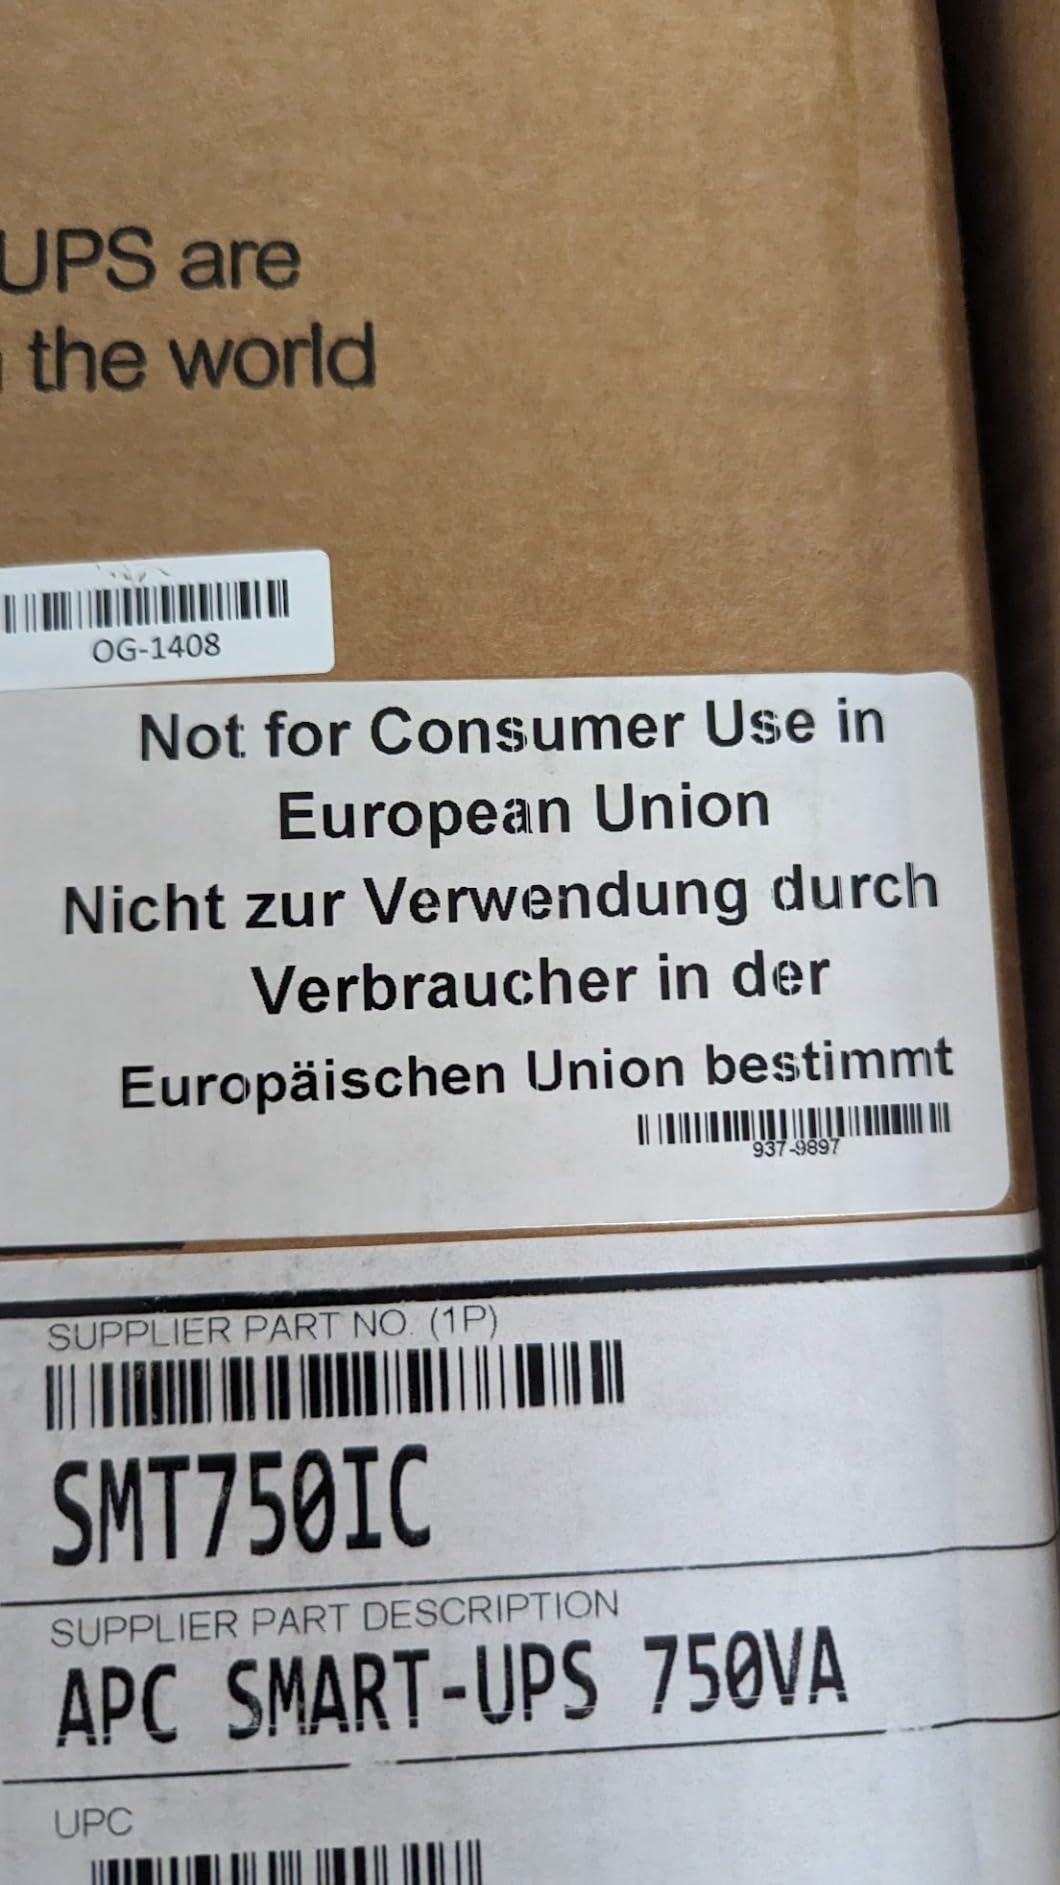 UPS are
the world
OG-1408
Not for Consumer Use in
European Union
Nicht zur Verwendung durch
Verbraucher in der
Europäischen Union bestimmt
937-9897
SUPPLIER PART NO. (1P)
SMT750IC
SUPPLIER PART DESCRIPTION
APC SMART-UPS 750VA
UPC